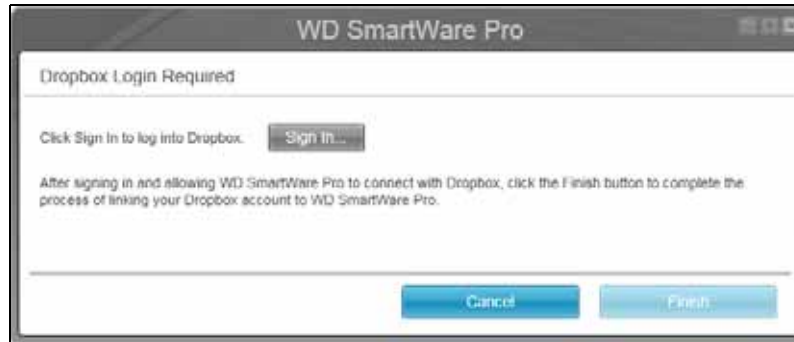 WD SmartWare Pro
Dropbox Login Required
Click Sign In to log into Dropbox.  Sign In...
After signing in and allowing WD SmartWare Pro to connect with Dropbox, click the Finish button to complete the
process of linking your Dropbox account to WD SmartWare Pro.
Cancel  Finish